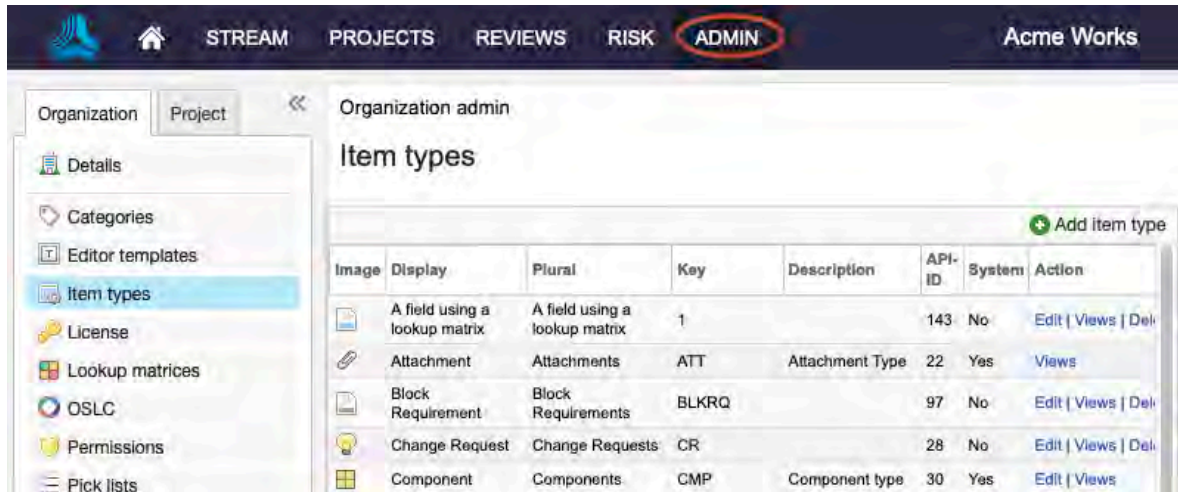 STREAM PROJECTS REVIEWS RISK ADMIN Acme Works
Organization Project
Details
Categories
Editor templates
Item types
License
Lookup matrices
OSLC
Permissions
Pick lists
Organization admin
Item types
Add item type
Image Display Plural Key Description API-ID System Action
A field using a lookup matrix A field using a lookup matrix 1 143 No Edit | Views | Del
Attachment Attachments ATT Attachment Type 22 Yes Views
Block Requirement Block Requirements BLKRQ 97 No Edit | Views | Del
Change Request Change Requests CR 28 No Edit | Views | Del
Component Components CMP Component type 30 Yes Edit | Views